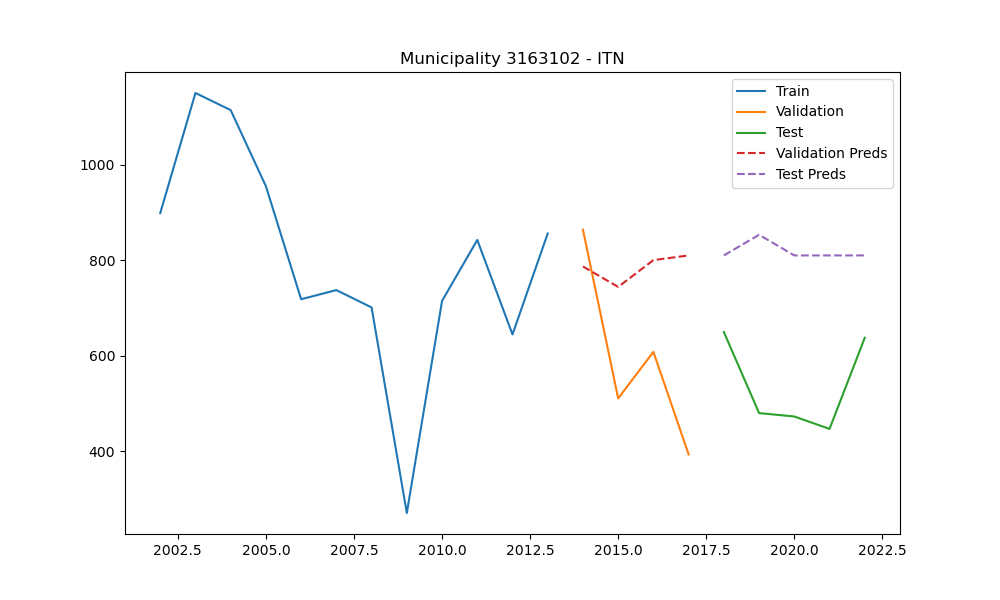 Municipality 3163102 - ITN
Train
Validation
Test
Validation Preds
Test Preds
1000
800
600
400
2002.5 2005.0 2007.5 2010.0 2012.5 2015.0 2017.5 2020.0 2022.5